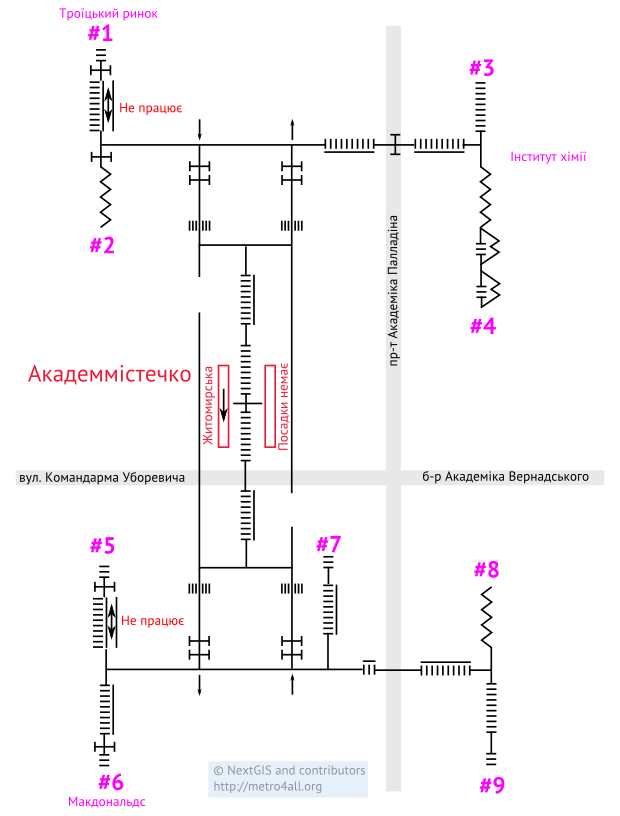 Троїцький ринок
#1
#3
Не працює
Інститут хімії
#2
#4
пр-т Академіка Палладіна
Академмістечко
Житомирська
Посадки немає
вул. Командарма Уборевича
б-р Академіка Вернадського
#5
#7
#8
Не працює
#6
Макдональдс
#9
© NextGIS and contributors
http://metro4all.org